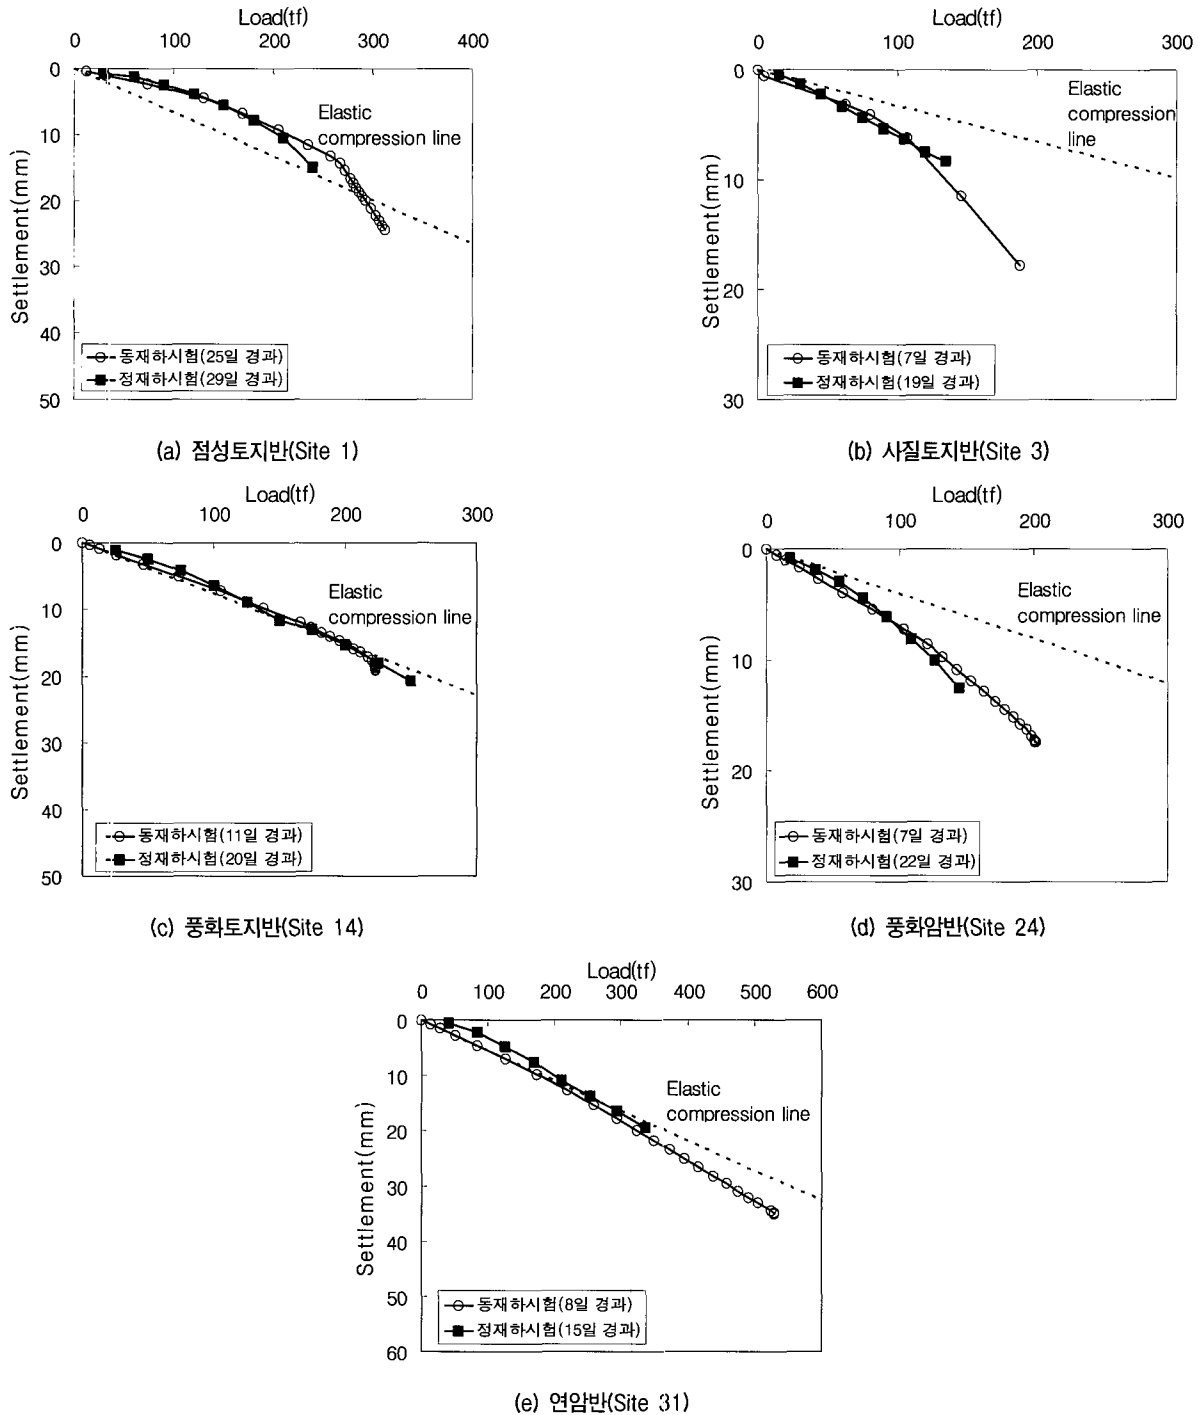 Load(tf)
0 100 200 300 400
0
10
20
30
40
50
Settlement(mm)
Elastic
compression line
동재하시험(25일 경과)
정재하시험(29일 경과)
(a) 점성토지반(Site 1)
Load(tf)
0 100 200 300
0
10
20
30
Settlement(mm)
Elastic
compression
line
동재하시험(7일 경과)
정재하시험(19일 경과)
(b) 사질토지반(Site 3)
Load(tf)
0 100 200 300
0
10
20
30
40
50
Settlement(mm)
Elastic
compression line
동재하시험(11일 경과)
정재하시험(20일 경과)
(c) 풍화토지반(Site 14)
Load(tf)
0 100 200 300
0
10
20
30
Settlement(mm)
Elastic
compression line
동재하시험(7일 경과)
정재하시험(22일 경과)
(d) 풍화암반(Site 24)
Load(tf)
0 100 200 300 400 500 600
0
10
20
30
40
50
60
Settlement(mm)
Elastic
compression line
동재하시험(8일 경과)
정재하시험(15일 경과)
(e) 연암반(Site 31)